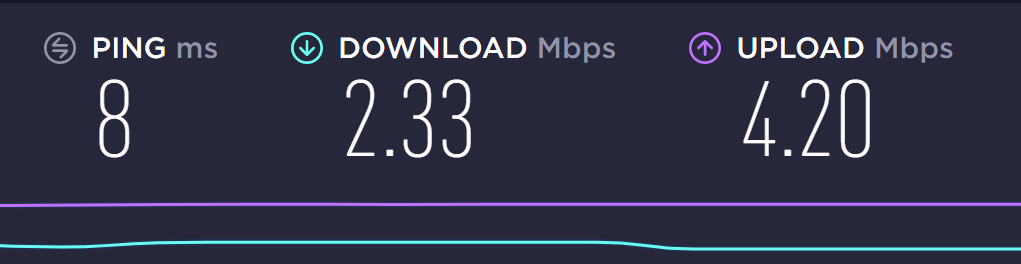 PING ms DOWNLOAD Mbps UPLOAD Mbps
8 2.33 4.20